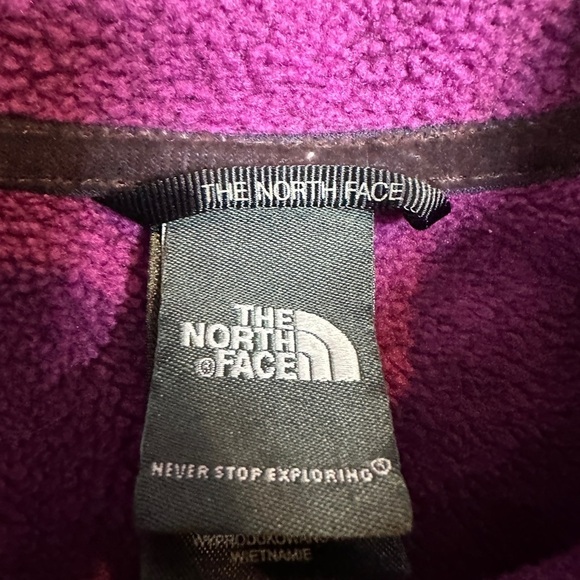 THE NORTH FACE
THE
NORTH
®FACE
NEVER STOP EXPLORING®
WYPRODUKOWANO
WIETNAMIE